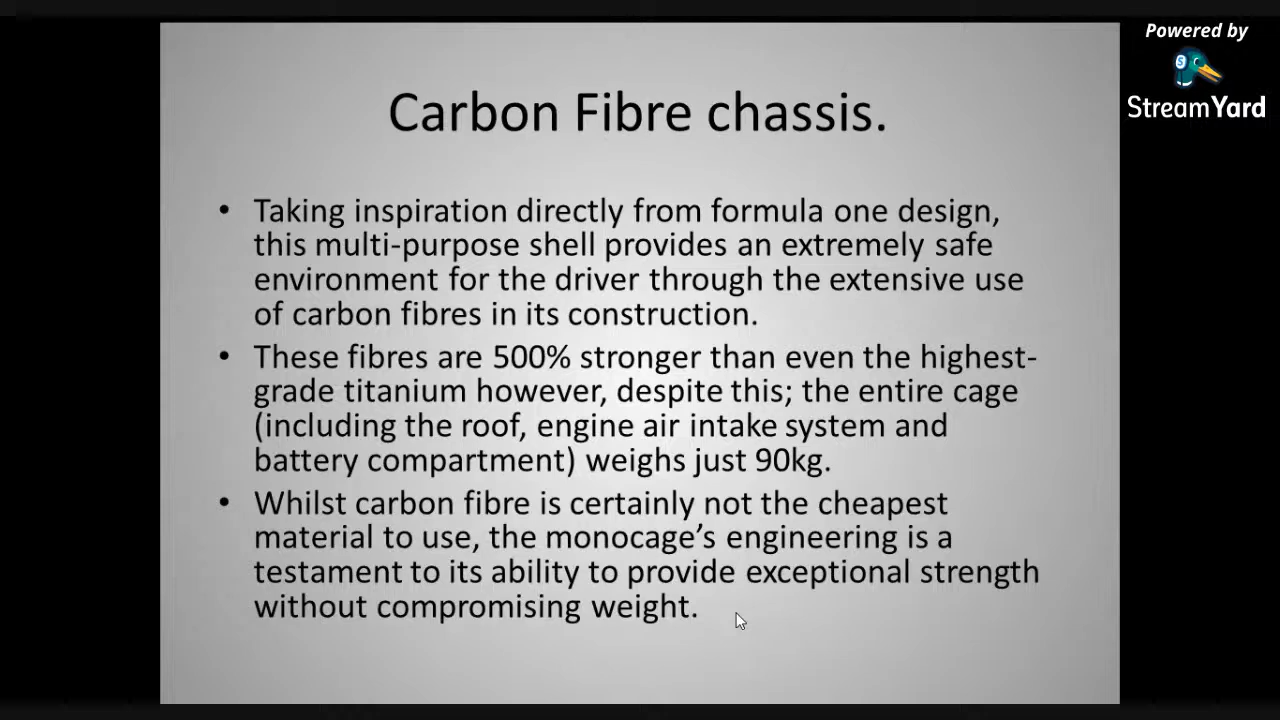 Powered by
StreamYard
Carbon Fibre chassis.
• Taking inspiration directly from formula one design,
this multi-purpose shell provides an extremely safe
environment for the driver through the extensive use
of carbon fibres in its construction.
• These fibres are 500% stronger than even the highest-
grade titanium however, despite this; the entire cage
(including the roof, engine air intake system and
battery compartment) weighs just 90kg.
• Whilst carbon fibre is certainly not the cheapest
material to use, the monocage’s engineering is a
testament to its ability to provide exceptional strength
without compromising weight.